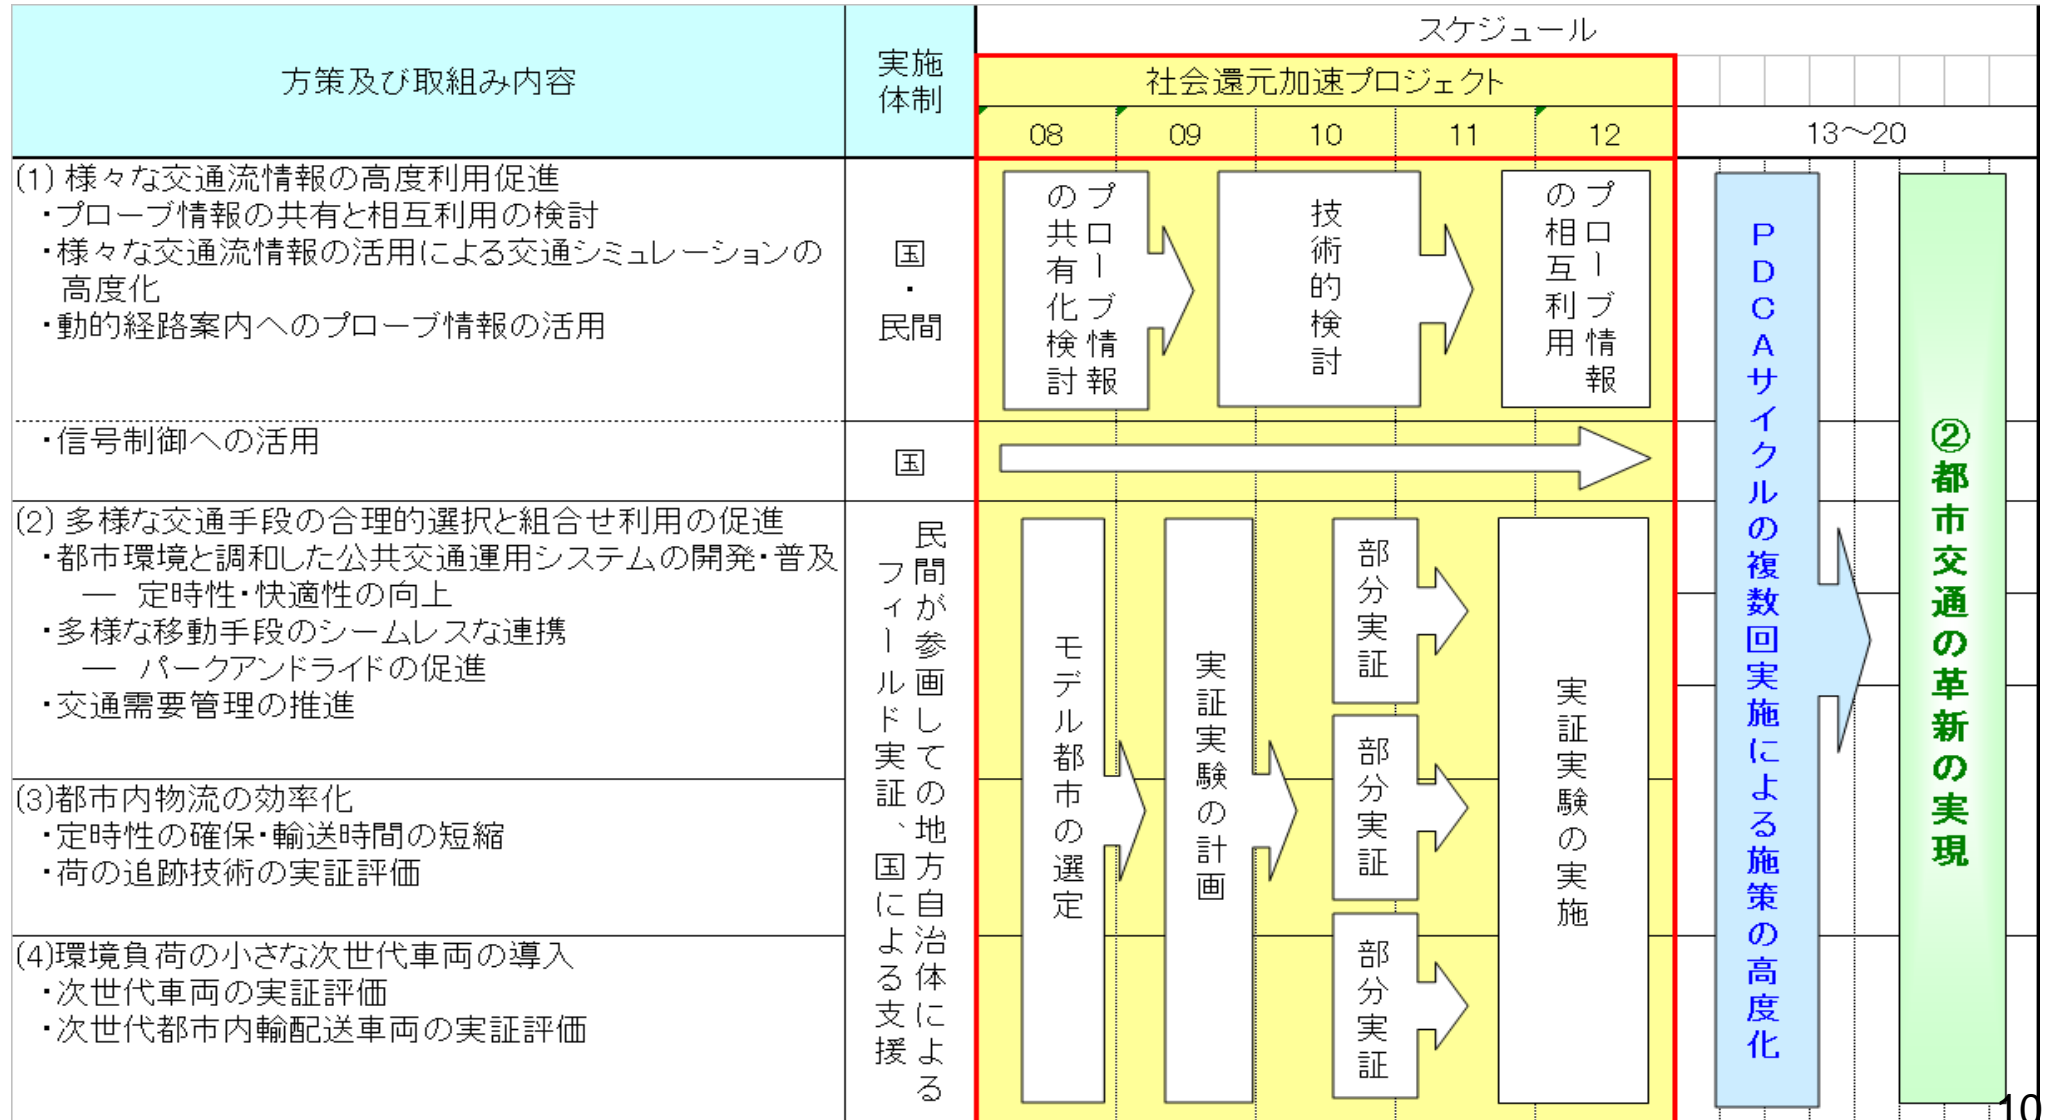 方策及び取組み内容
実施
体制
スケジュール
社会還元加速プロジェクト
08
09
10
11
12
13～20
(1) 様々な交通流情報の高度利用促進
・プローブ情報の共有と相互利用の検討
・様々な交通流情報の活用による交通シミュレーションの
高度化
・動的経路案内へのプローブ情報の活用
国
・
民間
プローブ情報
の共有化検討
技術的検討
プローブ情報
の相互利用
・信号制御への活用
国
(2) 多様な交通手段の合理的選択と組合せ利用の促進
・都市環境と調和した公共交通運用システムの開発・普及
― 定時性・快適性の向上
・多様な移動手段のシームレスな連携
― パークアンドライドの促進
・交通需要管理の推進
(3)都市内物流の効率化
・定時性の確保・輸送時間の短縮
・荷の追跡技術の実証評価
(4)環境負荷の小さな次世代車両の導入
・次世代車両の実証評価
・次世代都市内輸配送車両の実証評価
民間が参画しての地方自治体による
フィールド実証、国による支援
モデル都市の選定
実証実験の計画
部分実証
部分実証
部分実証
実証実験の実施
PDCAサイクルの複数回実施による施策の高度化
②都市交通の革新の実現
10